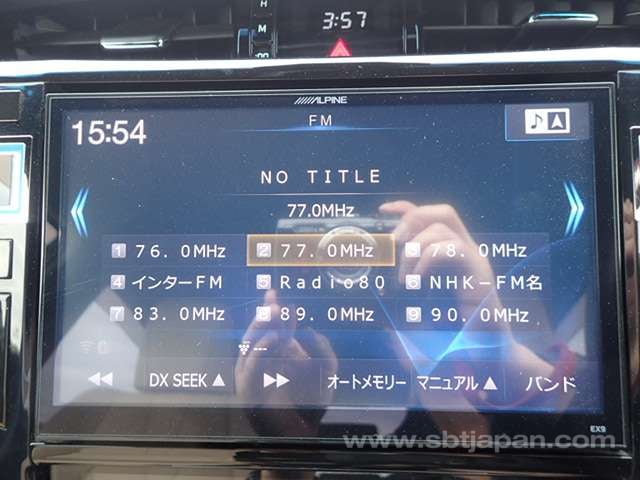 H
3:57
M
:00
ALPINE
FM
15:54
NO TITLE
77.0MHz
1 76.0MHz 2 77.0MHz 3 78.0MHz
4 インターFM 5 Radio80 6 NHK-FM名
7 83.0MHz 8 89.0MHz 9 90.0MHz
---
DX SEEK▲ オートメモリー マニュアル▲ バンド
EX9
www.sbtjapan.com